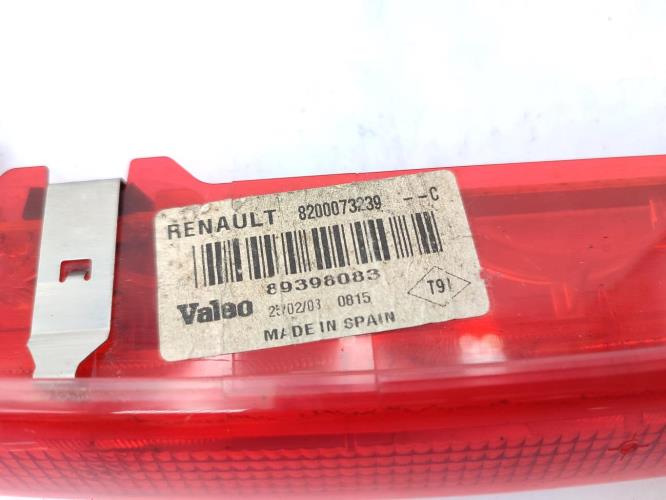 RENAULT 8200073239 --C
89398083
Valeo 25/02/03 0815
MADE IN SPAIN
T91